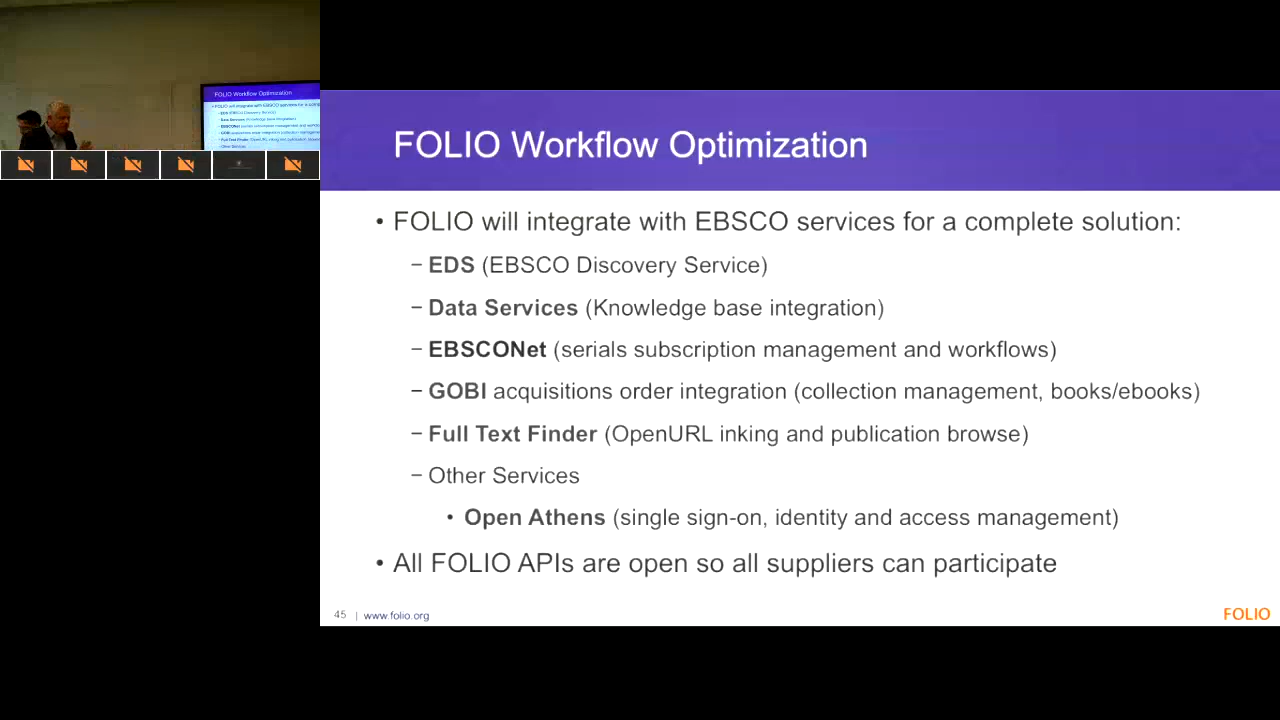 FOLIO Workflow Optimization
• FOLIO will integrate with EBSCO services for a complete solution:
– EDS (EBSCO Discovery Service)
– Data Services (Knowledge base integration)
– EBSCONet (serials subscription management and workflows)
– GOBI acquisitions order integration (collection management, books/ebooks)
– Full Text Finder (OpenURL inking and publication browse)
– Other Services
• Open Athens (single sign-on, identity and access management)
• All FOLIO APIs are open so all suppliers can participate
45 | www.folio.org
FOLIO